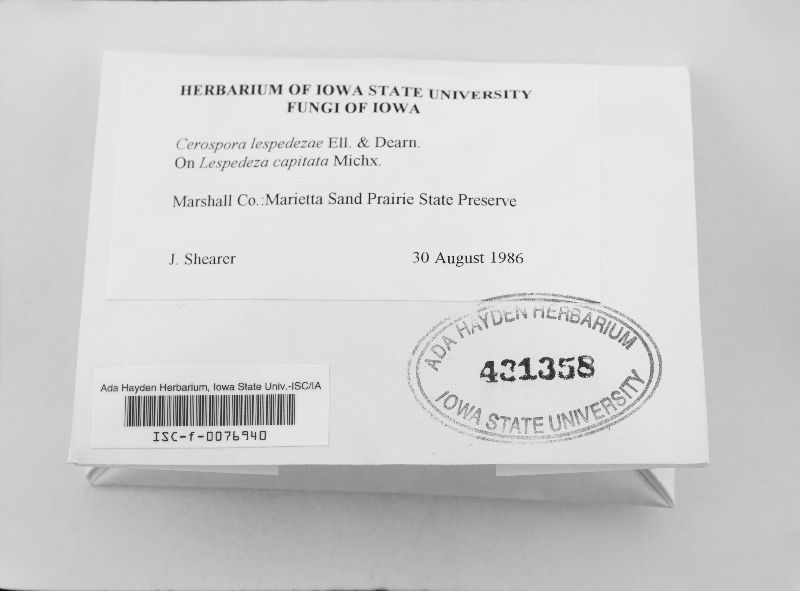 HERBARIUM OF IOWA STATE UNIVERSITY
FUNGI OF IOWA
Cerospora lespedezae Ell. & Dearn.
On Lespedeza capitata Michx.
Marshall Co.:Marietta Sand Prairie State Preserve
J. Shearer 30 August 1986
ADA HAYDEN HERBARIUM
431358
IOWA STATE UNIVERSITY
Ada Hayden Herbarium, Iowa State Univ.-ISC/IA
ISC-f-0076940